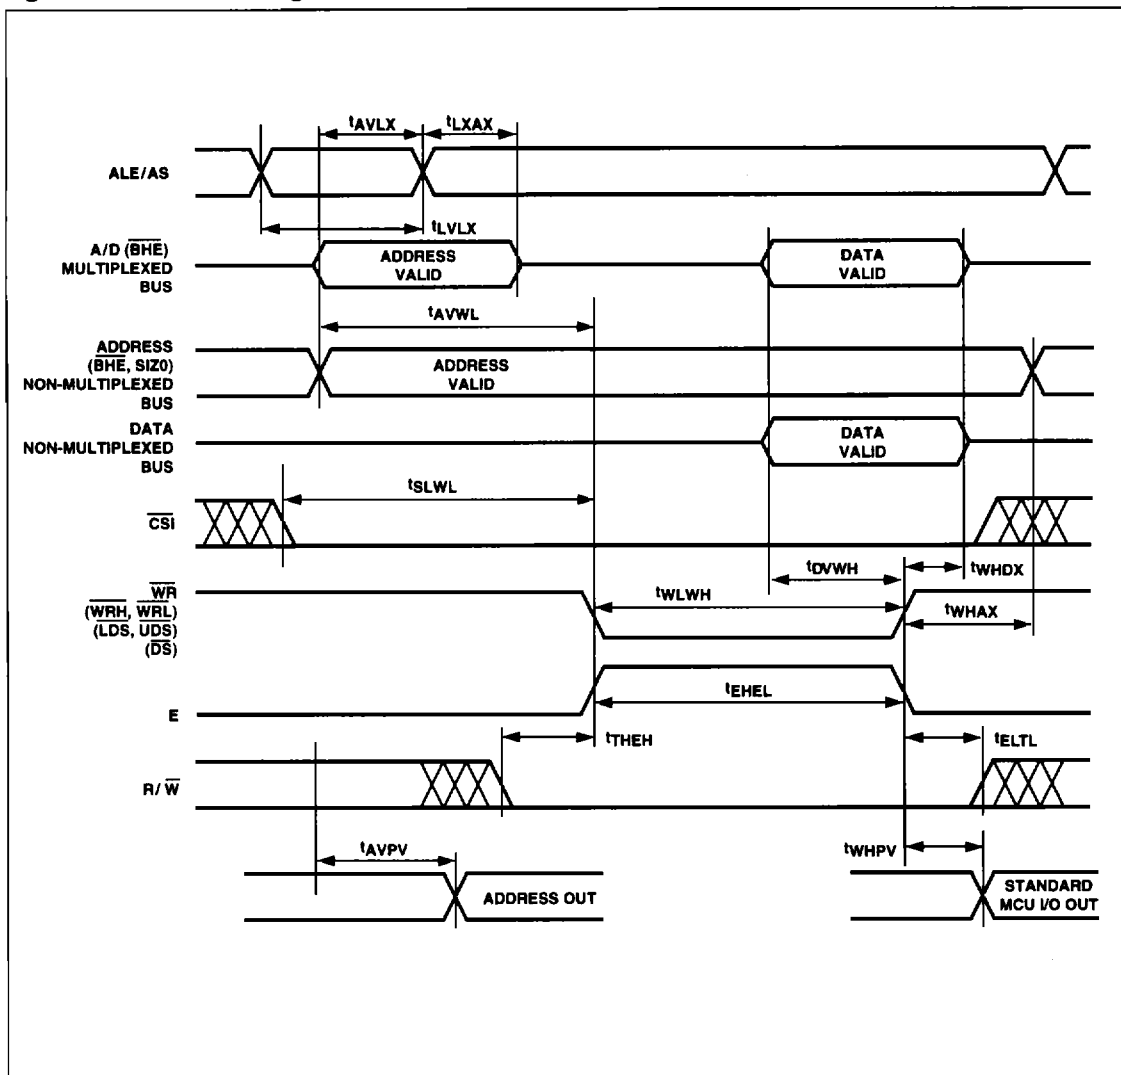 tAVLX
tLXAX
ALE/AS
tLVLX
A/D (BHE)
MULTIPLEXED
BUS
ADDRESS
VALID
DATA
VALID
tAVWL
ADDRESS
(BHE, SIZ0)
NON-MULTIPLEXED
BUS
ADDRESS
VALID
DATA
NON-MULTIPLEXED
BUS
DATA
VALID
tSLWL
CSI
tDVWH
tWHDX
WR
(WRH, WRL)
(LDS, UDS)
(DS)
tWLWH
tWHAX
E
tEHEL
tTHEH
tELTL
R/W
tAVPV
tWHPV
ADDRESS OUT
STANDARD
MCU I/O OUT